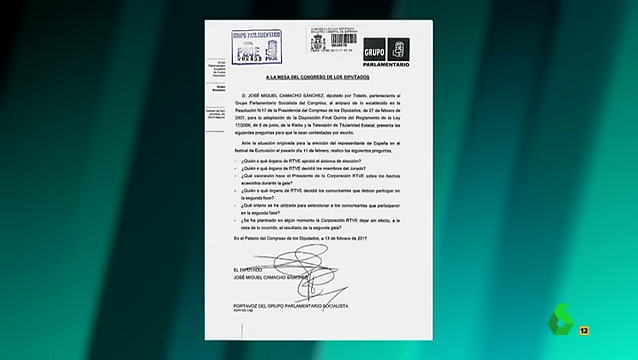 GRUPO PARLAMENTARIO
002459
CONGRESO DE LOS DIPUTADOS
GRUPO
PARLAMENTARIO
A LA MESA DEL CONGRESO DE LOS DIPUTADOS
Grupo
Parlamentario
D. JOSÉ MIGUEL CAMACHO SÁNCHEZ, diputado por Toledo, perteneciente al
Grupo Parlamentario Socialista del Congreso, al amparo de lo establecido en la
Resolución N.17 de la Presidencia del Congreso de los Diputados, de 27 de febrero de
2007, para la adaptación de la Disposición Final Quinta del Reglamento de la Ley
17/2006, de 5 de junio, de la Radio y la Televisión de Titularidad Estatal, presenta las
siguientes preguntas para que le sean contestadas por escrito.
Ante la situación originada para la elección del representante de España en el
festival de Eurovisión el pasado día 11 de febrero, realizo las siguientes preguntas,
- ¿Quién o qué órgano de RTVE aprobó el sistema de elección?
- ¿Quién o qué órgano de RTVE decidió los miembros del Jurado?
- ¿Qué valoración hace el Presidente de la Corporación RTVE sobre los hechos
acaecidos durante la gala?
- ¿Quién o qué órgano de RTVE decidió los concursantes que debían participar en
la segunda fase?
- ¿Qué criterio se ha utilizado para seleccionar a los concursantes que participaron
en la segunda fase?
- ¿Se ha planteado en algún momento la Corporación RTVE dejar sin efecto, a la
vista de lo ocurrido, el resultado de la segunda gala?
En el Palacio del Congreso de los Diputados, a 13 de febrero de 2017
EL DIPUTADO
JOSÉ MIGUEL CAMACHO SÁNCHEZ
PORTAVOZ DEL GRUPO PARLAMENTARIO SOCIALISTA
12